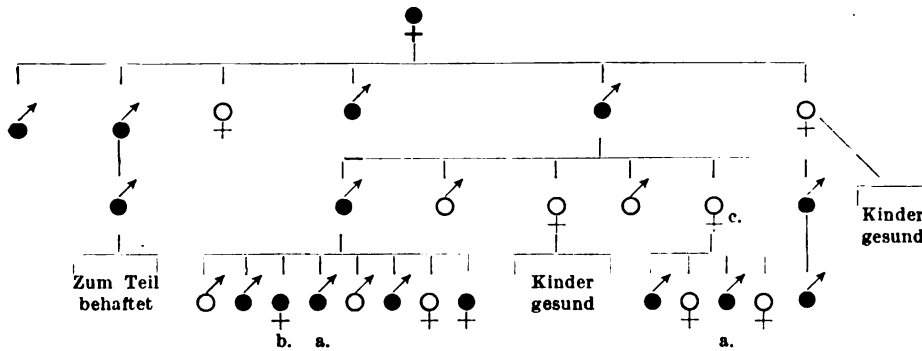 c.
Kinder
gesund
Zum Teil
behaftet
Kinder
gesund
b. a.
a.